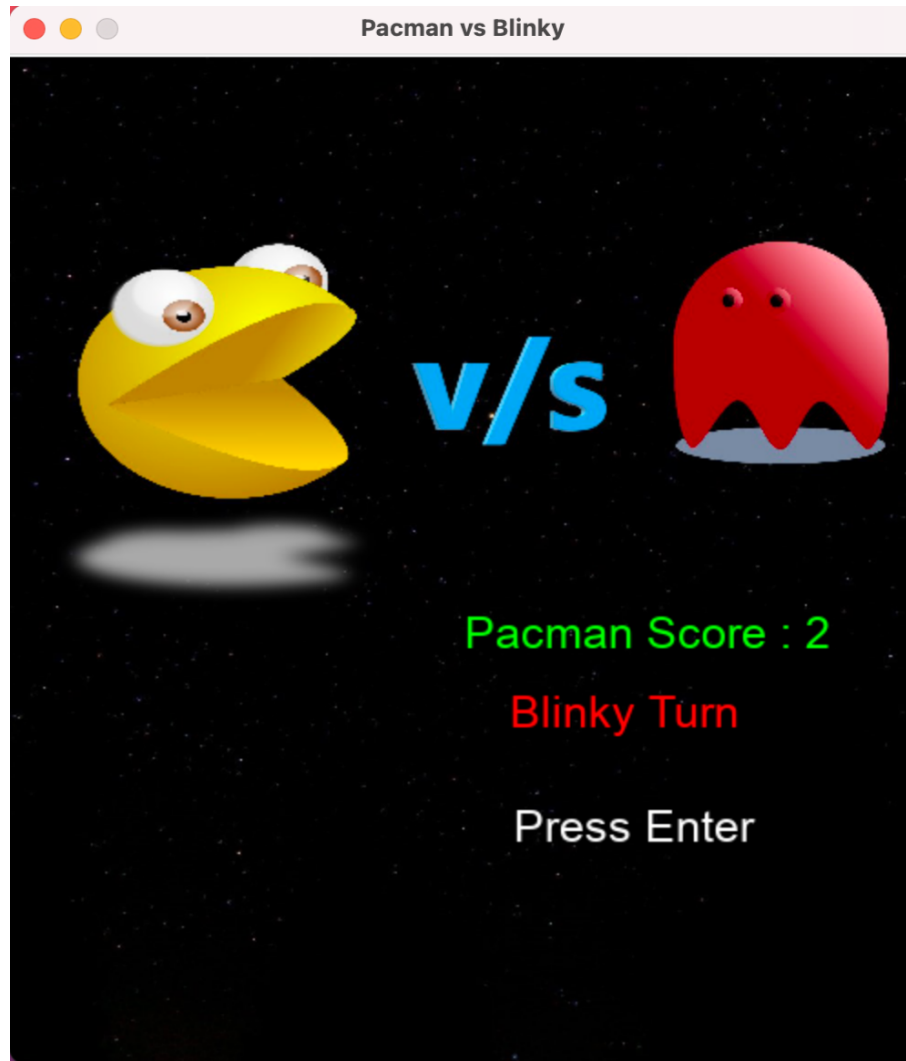 Pacman vs Blinky
v/s
Pacman Score : 2
Blinky Turn
Press Enter